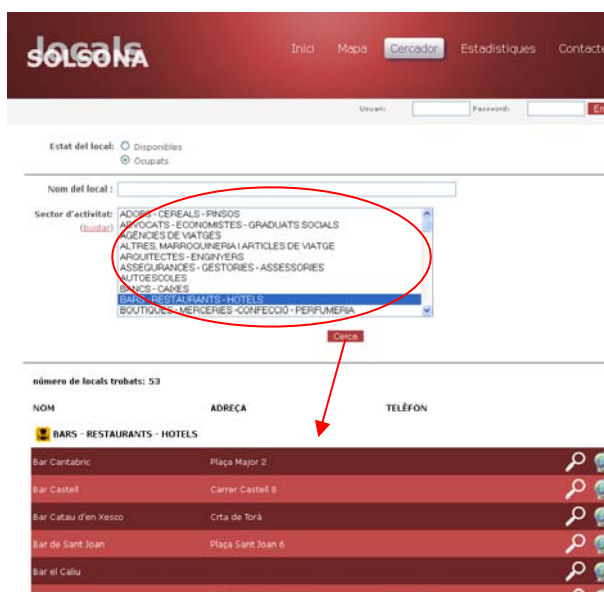 locals
SOLSONA
Inici Mapa Cercador Estadistiques Contacte
Usuari: Password:
Estat del local: Disponibles
Ocupats
Nom del local :
Sector d'activitat:
(buidar)
ADOBS - CEREALS - PINSOS
ADVOCATS - ECONOMISTES - GRADUATS SOCIALS
AGÈNCIES DE VIATGES
ALTRES, MARROQUINERIA I ARTICLES DE VIATGE
ARQUITECTES - ENGINYERS
ASSEGURANCES - GESTORIES - ASSESSORIES
AUTOESCOLES
BANCS - CAIXES
BARS - RESTAURANTS - HOTELS
BOUTIQUES - MERCERIES -CONFECCIÓ - PERFUMERIA
Cerca
número de locals trobats: 53
NOM ADREÇA TELÈFON
BARS - RESTAURANTS - HOTELS
Bar Cantabric Plaça Major 2
Bar Castell Carrer Castell 8
Bar Catau d'en Xesco Crta de Torà
Bar de Sant Joan Plaça Sant Joan 6
Bar el Caliu